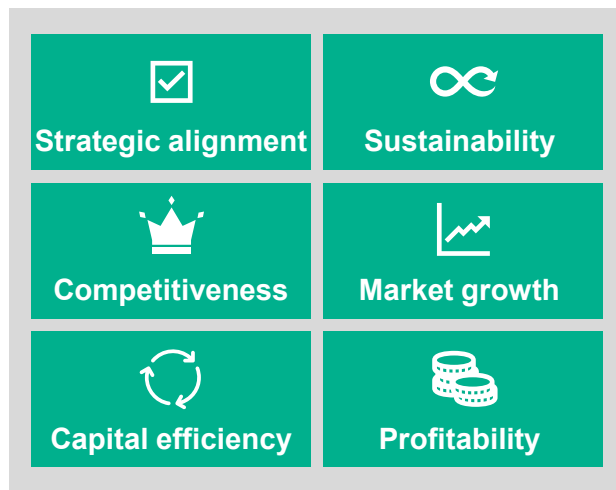 Strategic alignment
Sustainability
Competitiveness
Market growth
Capital efficiency
Profitability